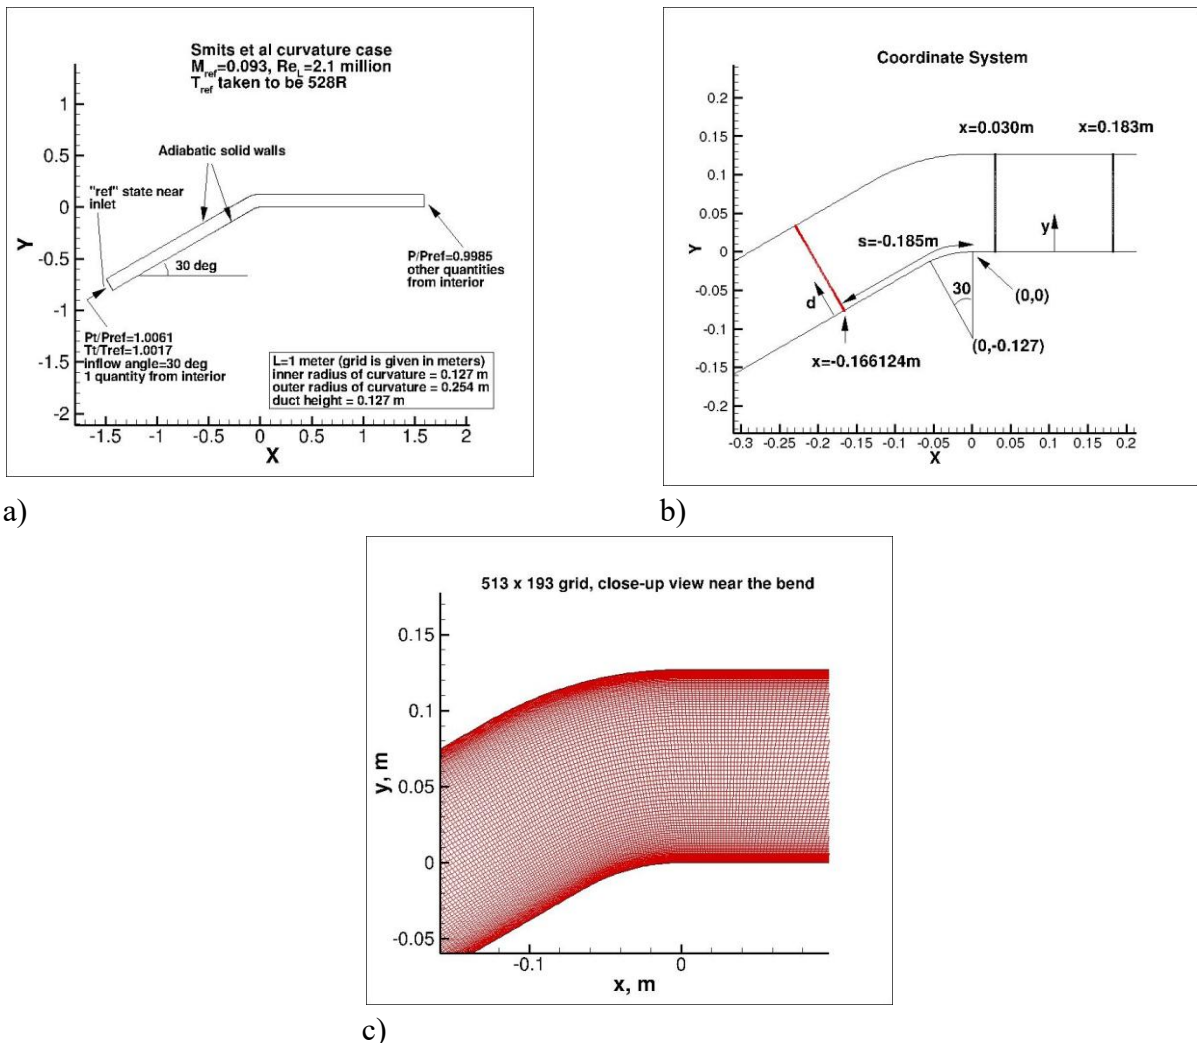 Smits et al curvature case
M_ref=0.093, Re_L=2.1 million
T_ref taken to be 528R
1
0.5
0
-0.5
-1
-1.5
-2
Y
Adiabatic solid walls
"ref" state near
inlet
30 deg
P/Pref=0.9985
other quantities
from interior
Pt/Pref=1.0061
Tt/Tref=1.0017
inflow angle=30 deg
1 quantity from interior
L=1 meter (grid is given in meters)
inner radius of curvature = 0.127 m
outer radius of curvature = 0.254 m
duct height = 0.127 m
-1.5 -1 -0.5 0 0.5 1 1.5 2
X
a)
Coordinate System
0.2
0.15
0.1
0.05
0
-0.05
-0.1
-0.15
-0.2
Y
x=0.030m
x=0.183m
s=-0.185m
y
d
30
(0,0)
(0,-0.127)
x=-0.166124m
-0.3 -0.25 -0.2 -0.15 -0.1 -0.05 0 0.05 0.1 0.15 0.2
X
b)
513 x 193 grid, close-up view near the bend
0.15
0.1
0.05
0
-0.05
y, m
-0.1 0
x, m
c)